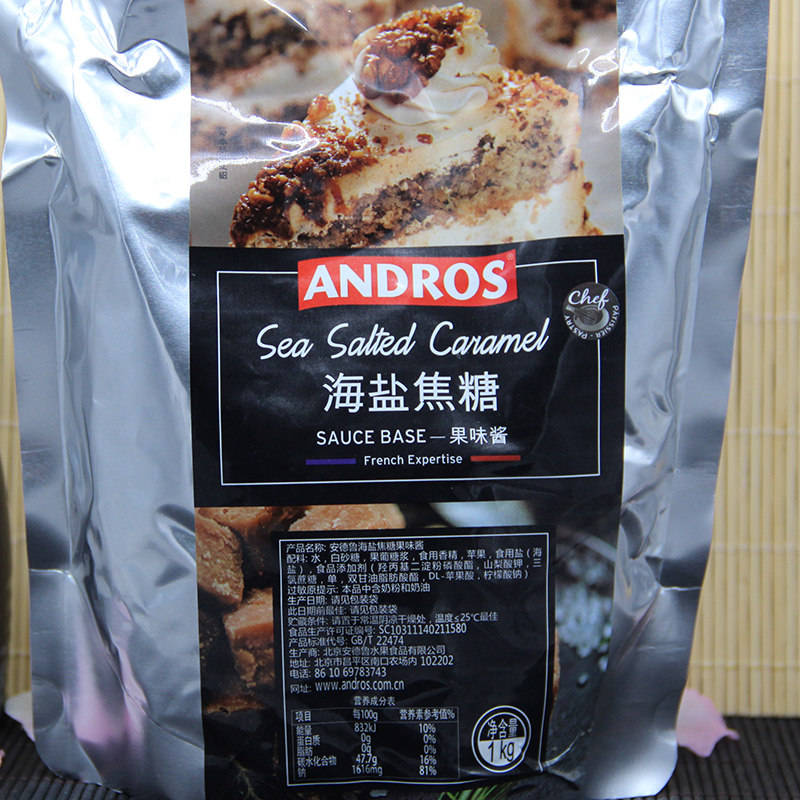 ANDROS®
Chef
PÂTISSIER · PASTRY
Sea Salted Caramel
海盐焦糖
SAUCE BASE — 果味酱
French Expertise
产品名称: 安德鲁海盐焦糖果味酱
配料: 水，白砂糖，果葡糖浆，食用香精，苹果，食用盐（海
盐），食品添加剂（羟丙基二淀粉磷酸酯，山梨酸钾，三
氯蔗糖，单，双甘油脂肪酸酯，DL-苹果酸，柠檬酸钠）
过敏原提示: 本品中含奶粉和奶油
生产日期: 请见包装袋
此日期前最佳: 请见包装袋
贮藏条件: 请置于常温阴凉干燥处，温度≤25℃最佳
食品生产许可证编号: SC10311140211580
产品标准代号: GB/T 22474
生产商: 北京安德鲁水果食品有限公司
地址: 北京市昌平区南口农场内 102202
电话: 86 10 69783743
网址: www.andros.com.cn
营养成分表
项目 每100g 营养素参考值%
能量 832kJ 10%
蛋白质 0g 0%
脂肪 0g 0%
碳水化合物 47.7g 16%
钠 1616mg 81%
净含量
1 kg